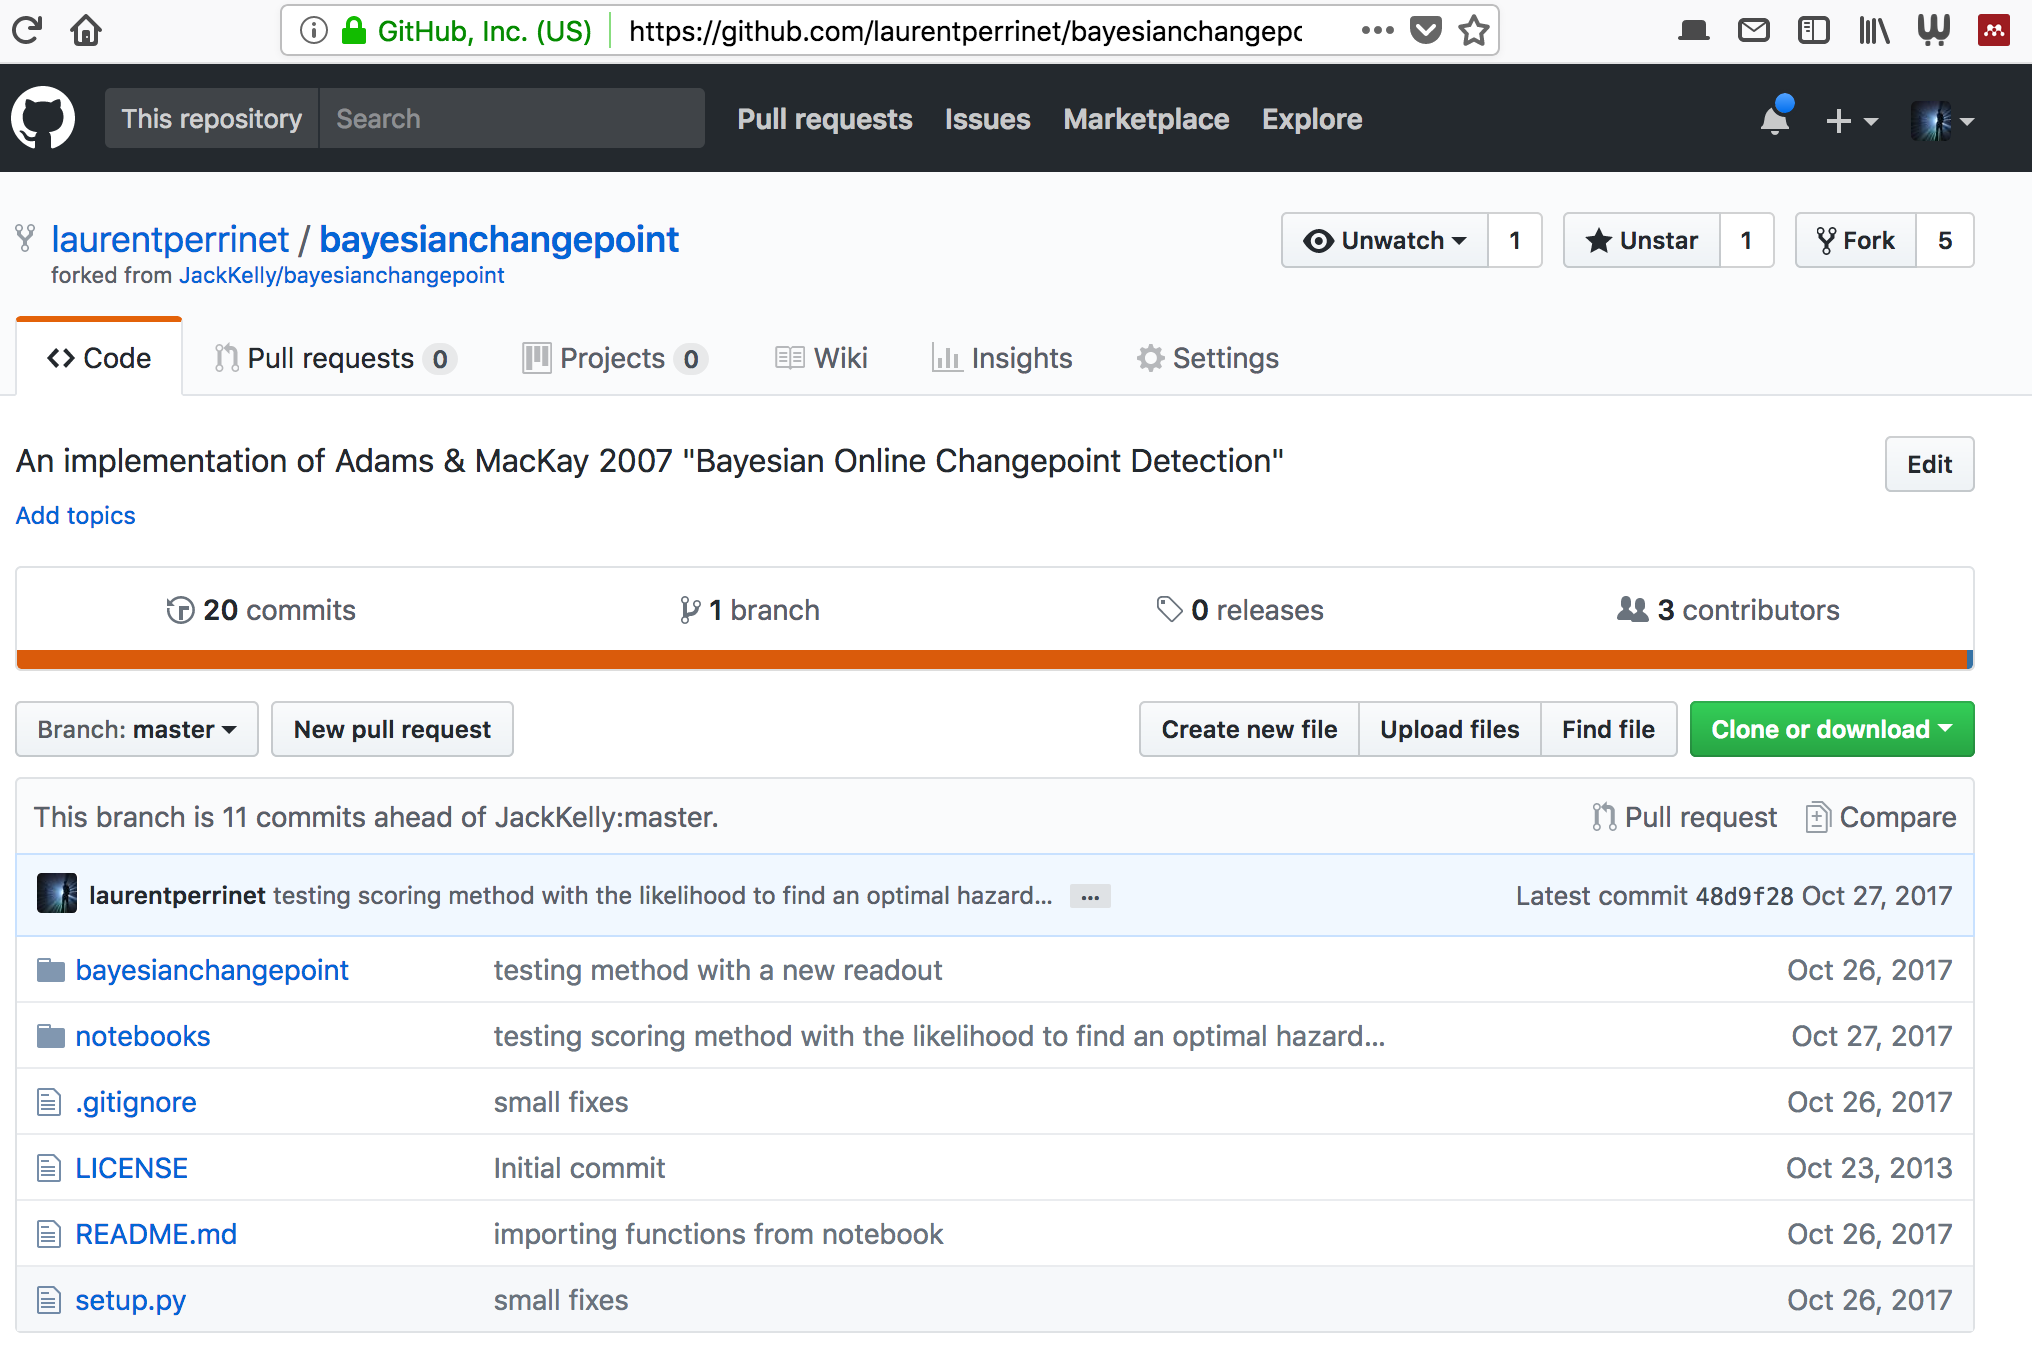 GitHub, Inc. (US) https://github.com/laurentperrinet/bayesianchangepo
This repository Search Pull requests Issues Marketplace Explore
laurentperrinet / bayesianchangepoint Unwatch 1 Unstar 1 Fork 5
forked from JackKelly/bayesianchangepoint
Code Pull requests 0 Projects 0 Wiki Insights Settings
An implementation of Adams & MacKay 2007 "Bayesian Online Changepoint Detection" Edit
Add topics
20 commits 1 branch 0 releases 3 contributors
Branch: master New pull request Create new file Upload files Find file Clone or download
This branch is 11 commits ahead of JackKelly:master. Pull request Compare
laurentperrinet testing scoring method with the likelihood to find an optimal hazard... ... Latest commit 48d9f28 Oct 27, 2017
bayesianchangepoint testing method with a new readout Oct 26, 2017
notebooks testing scoring method with the likelihood to find an optimal hazard... Oct 27, 2017
.gitignore small fixes Oct 26, 2017
LICENSE Initial commit Oct 23, 2013
README.md importing functions from notebook Oct 26, 2017
setup.py small fixes Oct 26, 2017